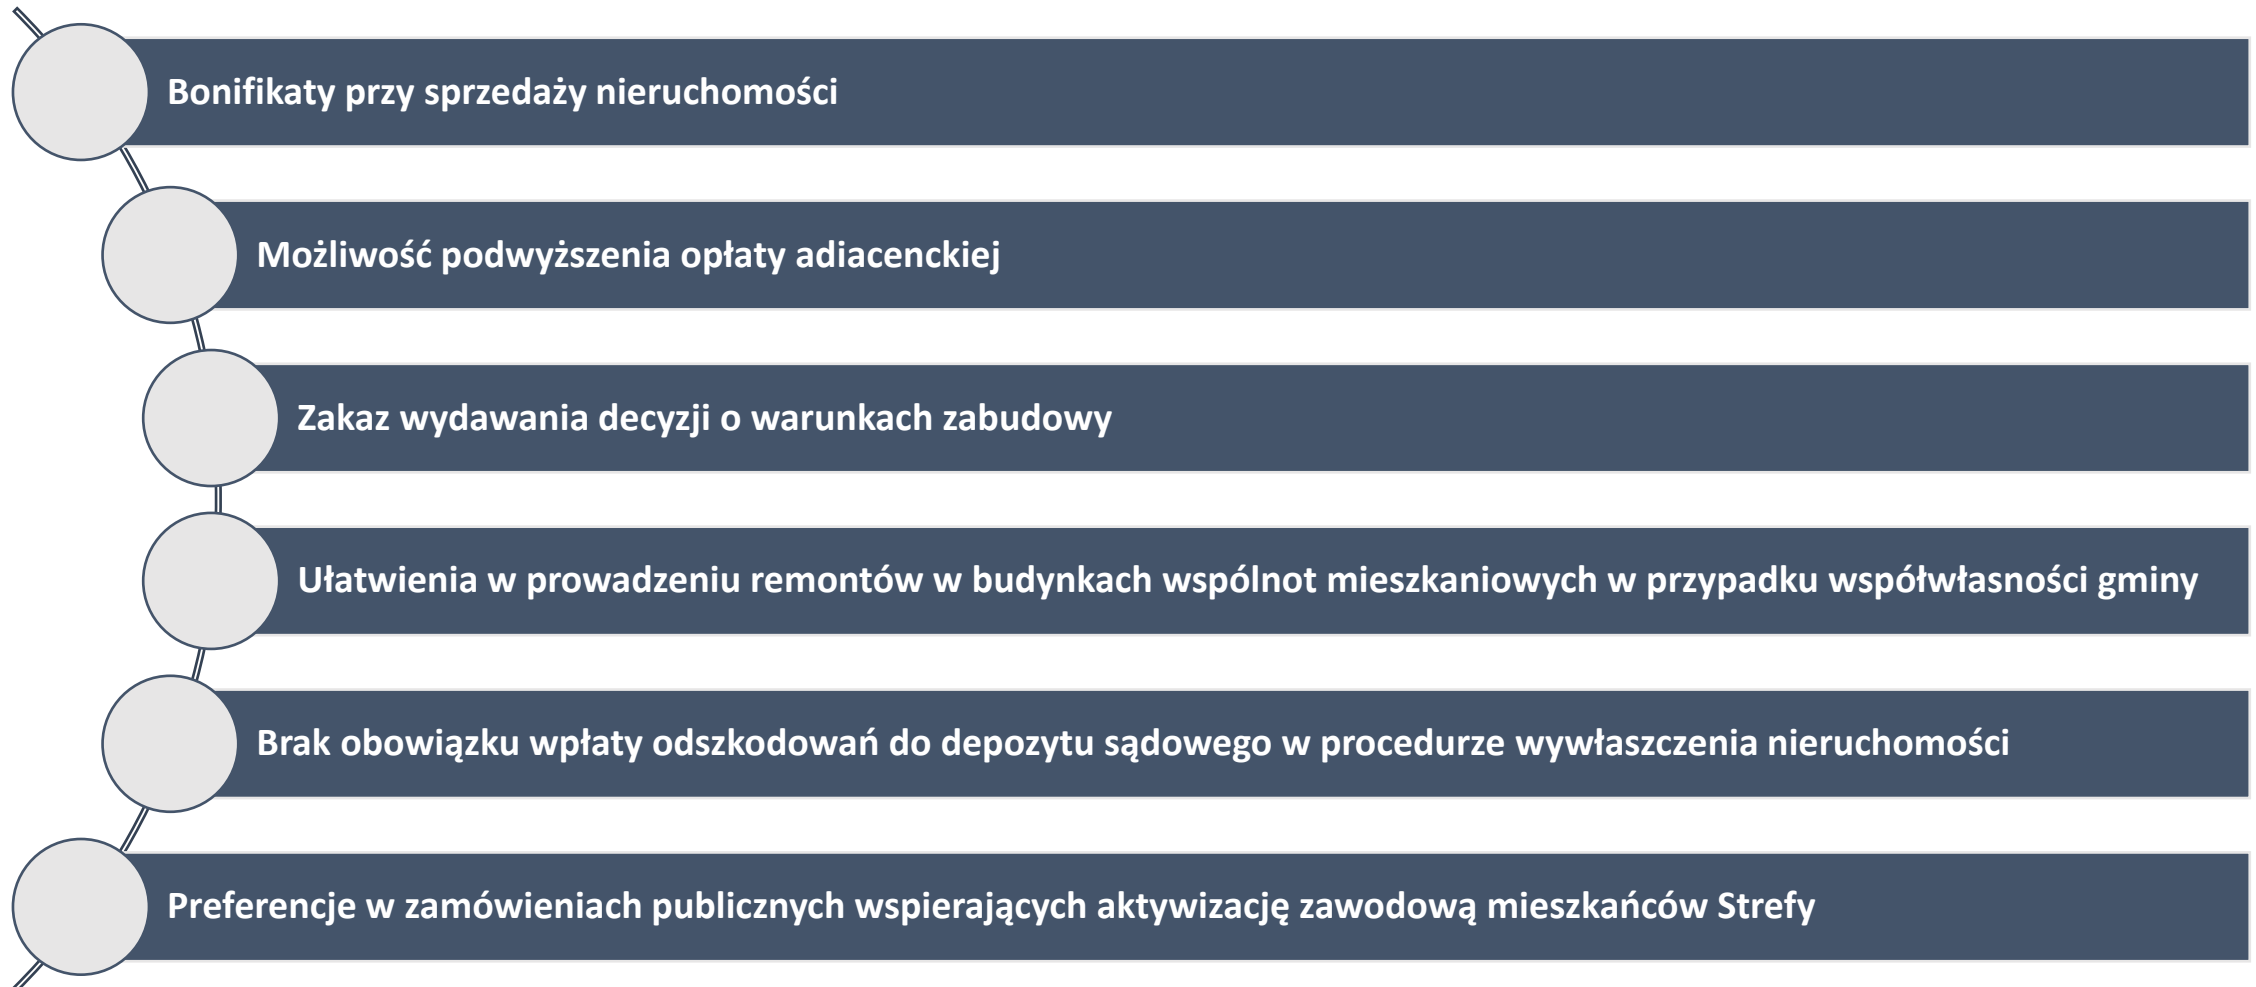 Bonifikaty przy sprzedaży nieruchomości
Możliwość podwyższenia opłaty adiacenckiej
Zakaz wydawania decyzji o warunkach zabudowy
Ułatwienia w prowadzeniu remontów w budynkach wspólnot mieszkaniowych w przypadku współwłasności gminy
Brak obowiązku wpłaty odszkodowań do depozytu sądowego w procedurze wywłaszczenia nieruchomości
Preferencje w zamówieniach publicznych wspierających aktywizację zawodową mieszkańców Strefy